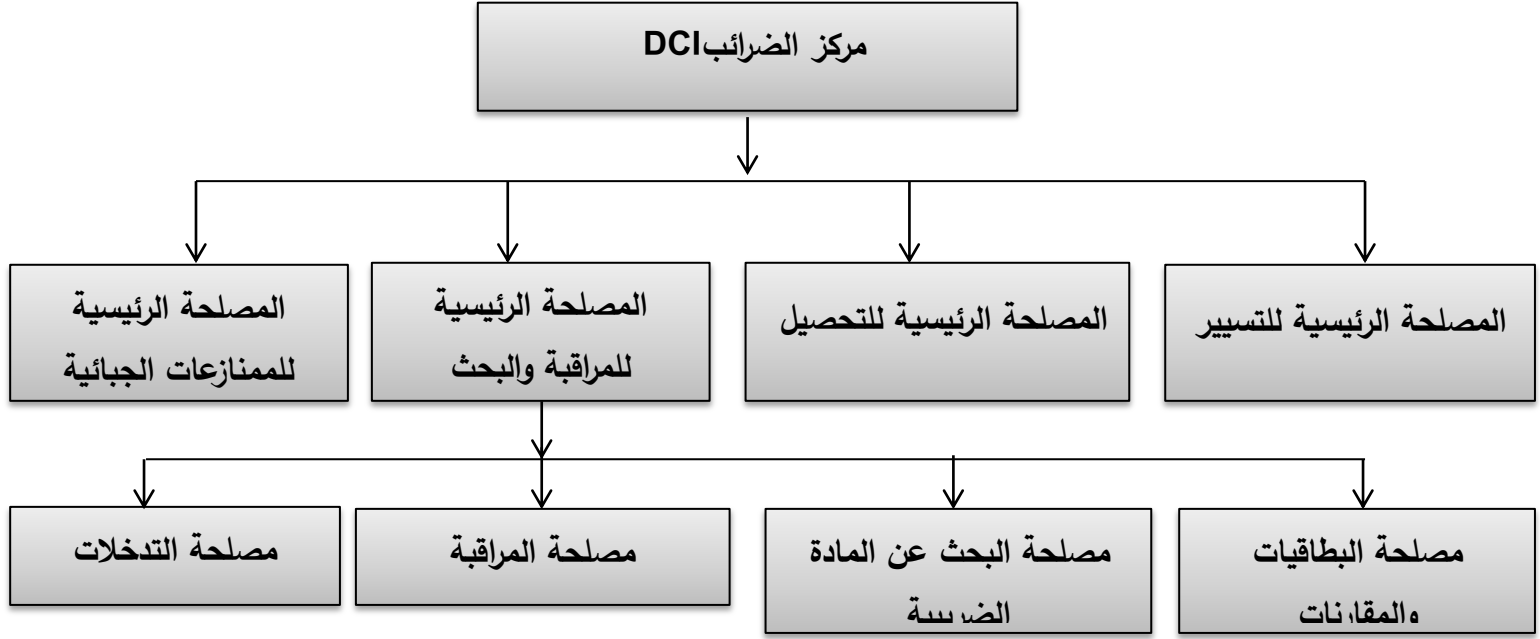 مركز الضرائبDCI
المصلحة الرئيسية للتسيير
المصلحة الرئيسية للتحصيل
المصلحة الرئيسية
للمراقبة والبحث
المصلحة الرئيسية
للممنازعات الجبائية
مصلحة البطاقيات
والمقارنات
مصلحة البحث عن المادة
الضريبية
مصلحة المراقبة
مصلحة التدخلات